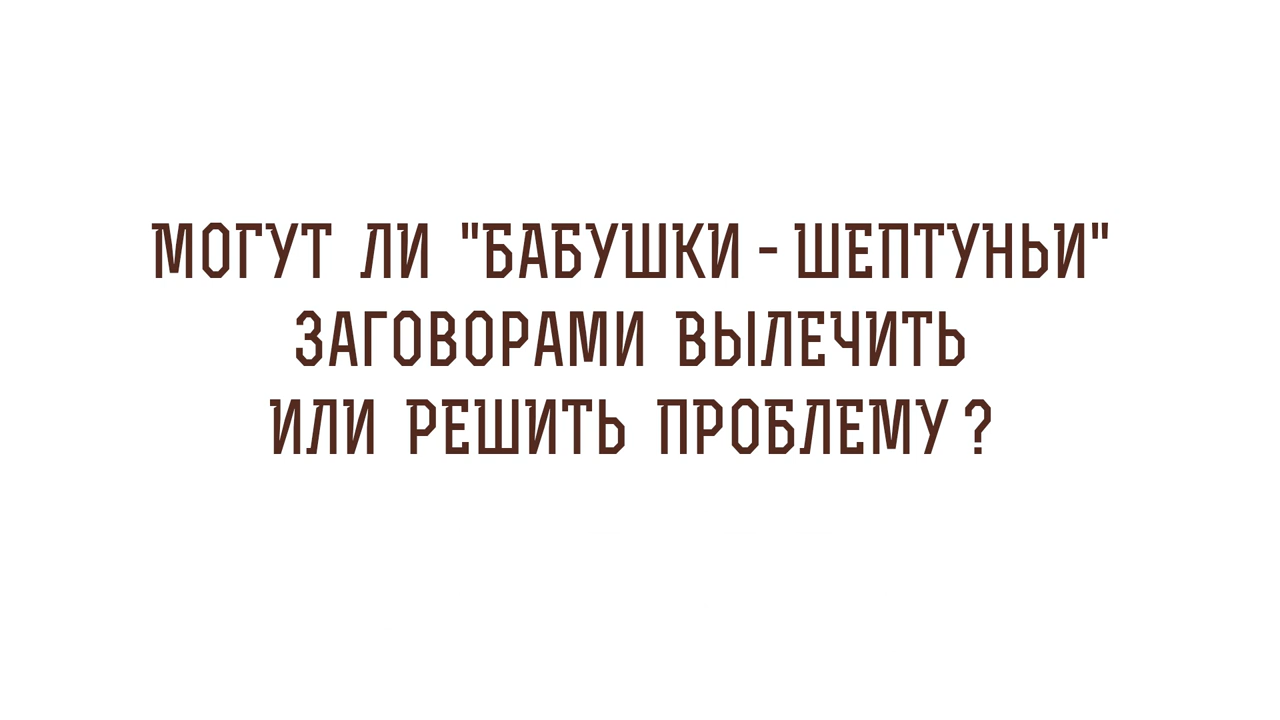 МОГУТ ЛИ "БАБУШКИ - ШЕПТУНЬИ"
ЗАГОВОРАМИ ВЫЛЕЧИТЬ
ИЛИ РЕШИТЬ ПРОБЛЕМУ ?